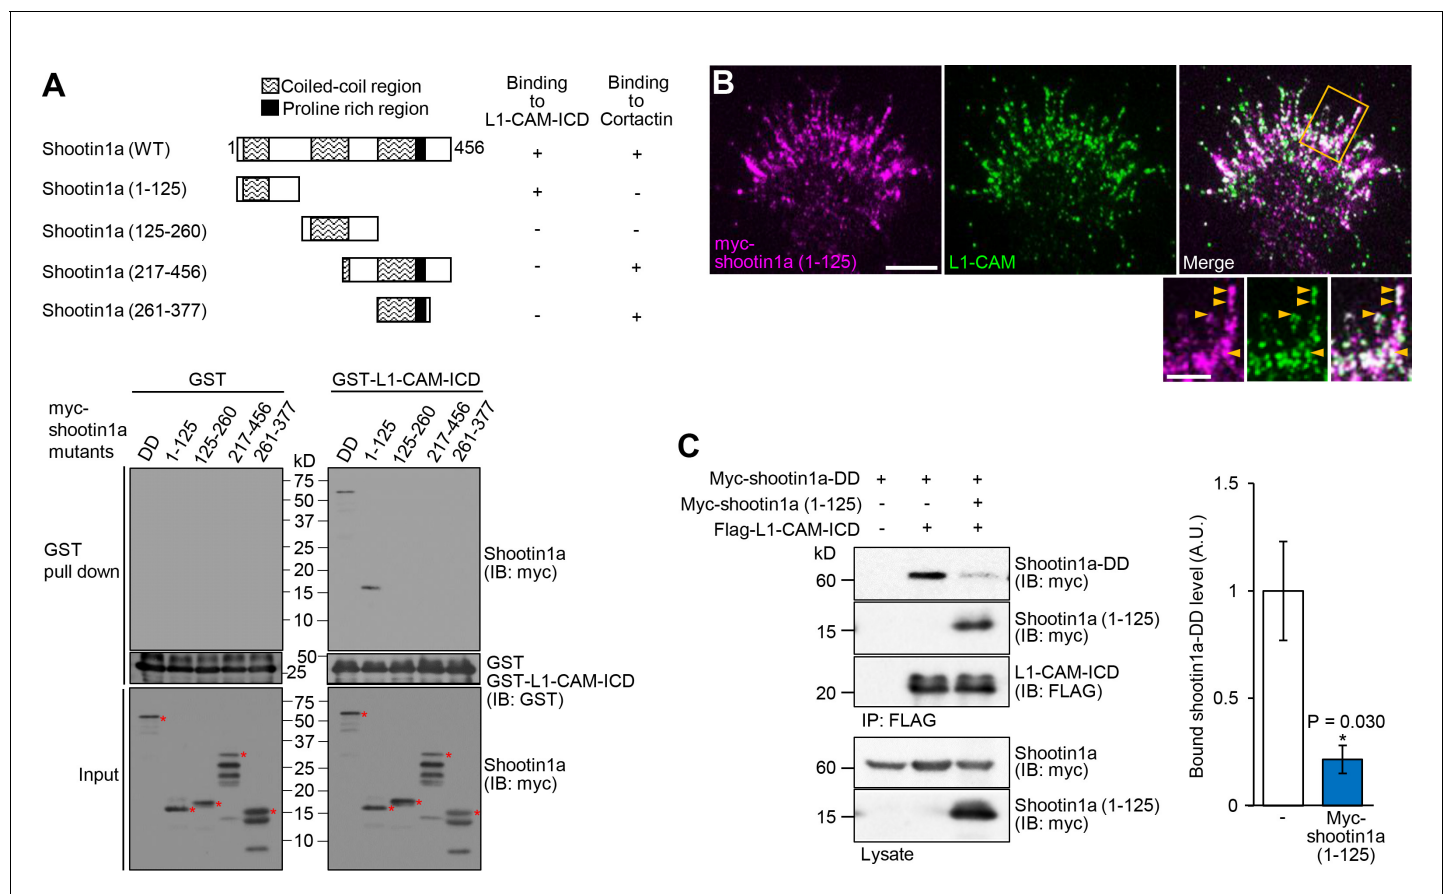 A
Coiled-coil region
Proline rich region
Binding to L1-CAM-ICD
Binding to Cortactin
Shootin1a (WT) 1 456 + +
Shootin1a (1-125) + -
Shootin1a (125-260) - -
Shootin1a (217-456) - +
Shootin1a (261-377) - +
GST
GST-L1-CAM-ICD
myc-
shootin1a
mutants
DD 1-125 125-260 217-456 261-377
kD
DD 1-125 125-260 217-456 261-377
GST
pull down
75
50
37
25
20
15
10
Shootin1a
(IB: myc)
50
25
GST
GST-L1-CAM-ICD
(IB: GST)
Input
75
50
37
25
20
15
10
* * * * *
* * * * *
Shootin1a
(IB: myc)
B
myc-
shootin1a (1-125)
L1-CAM
Merge
C
Myc-shootin1a-DD + + +
Myc-shootin1a (1-125) - - +
Flag-L1-CAM-ICD - + +
kD
60
Shootin1a-DD
(IB: myc)
15
Shootin1a (1-125)
(IB: myc)
20
L1-CAM-ICD
(IB: FLAG)
IP: FLAG
60
Shootin1a
(IB: myc)
15
Shootin1a (1-125)
(IB: myc)
Lysate
Bound shootin1a-DD level (A.U.)
1.5
1
0.5
0
P = 0.030
*
-
Myc-
shootin1a
(1-125)